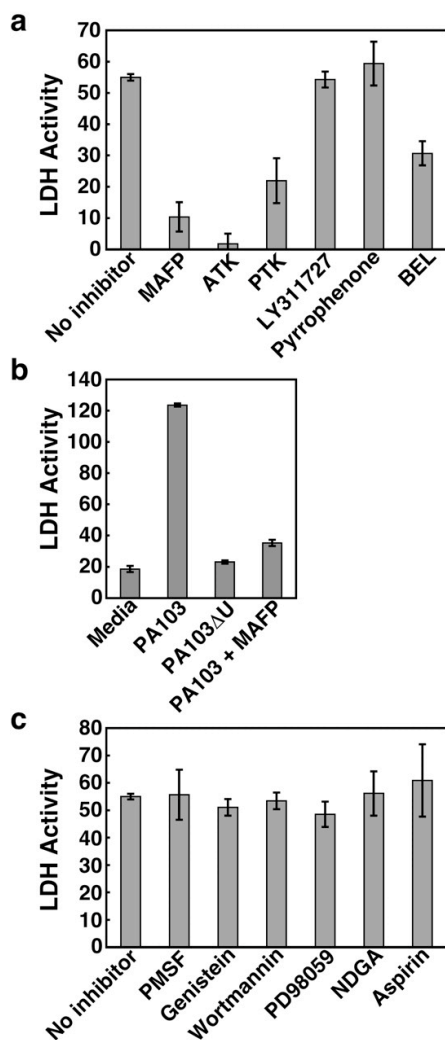 a
LDH Activity
70
60
50
40
30
20
10
0
No inhibitor
MAFP
ATK
PTK
LY311727
Pyrrophenone
BEL
b
LDH Activity
140
120
100
80
60
40
20
0
Media
PA103
PA103ΔU
PA103 + MAFP
c
LDH Activity
80
70
60
50
40
30
20
10
0
No inhibitor
PMSF
Genistein
Wortmannin
PD98059
NDGA
Aspirin